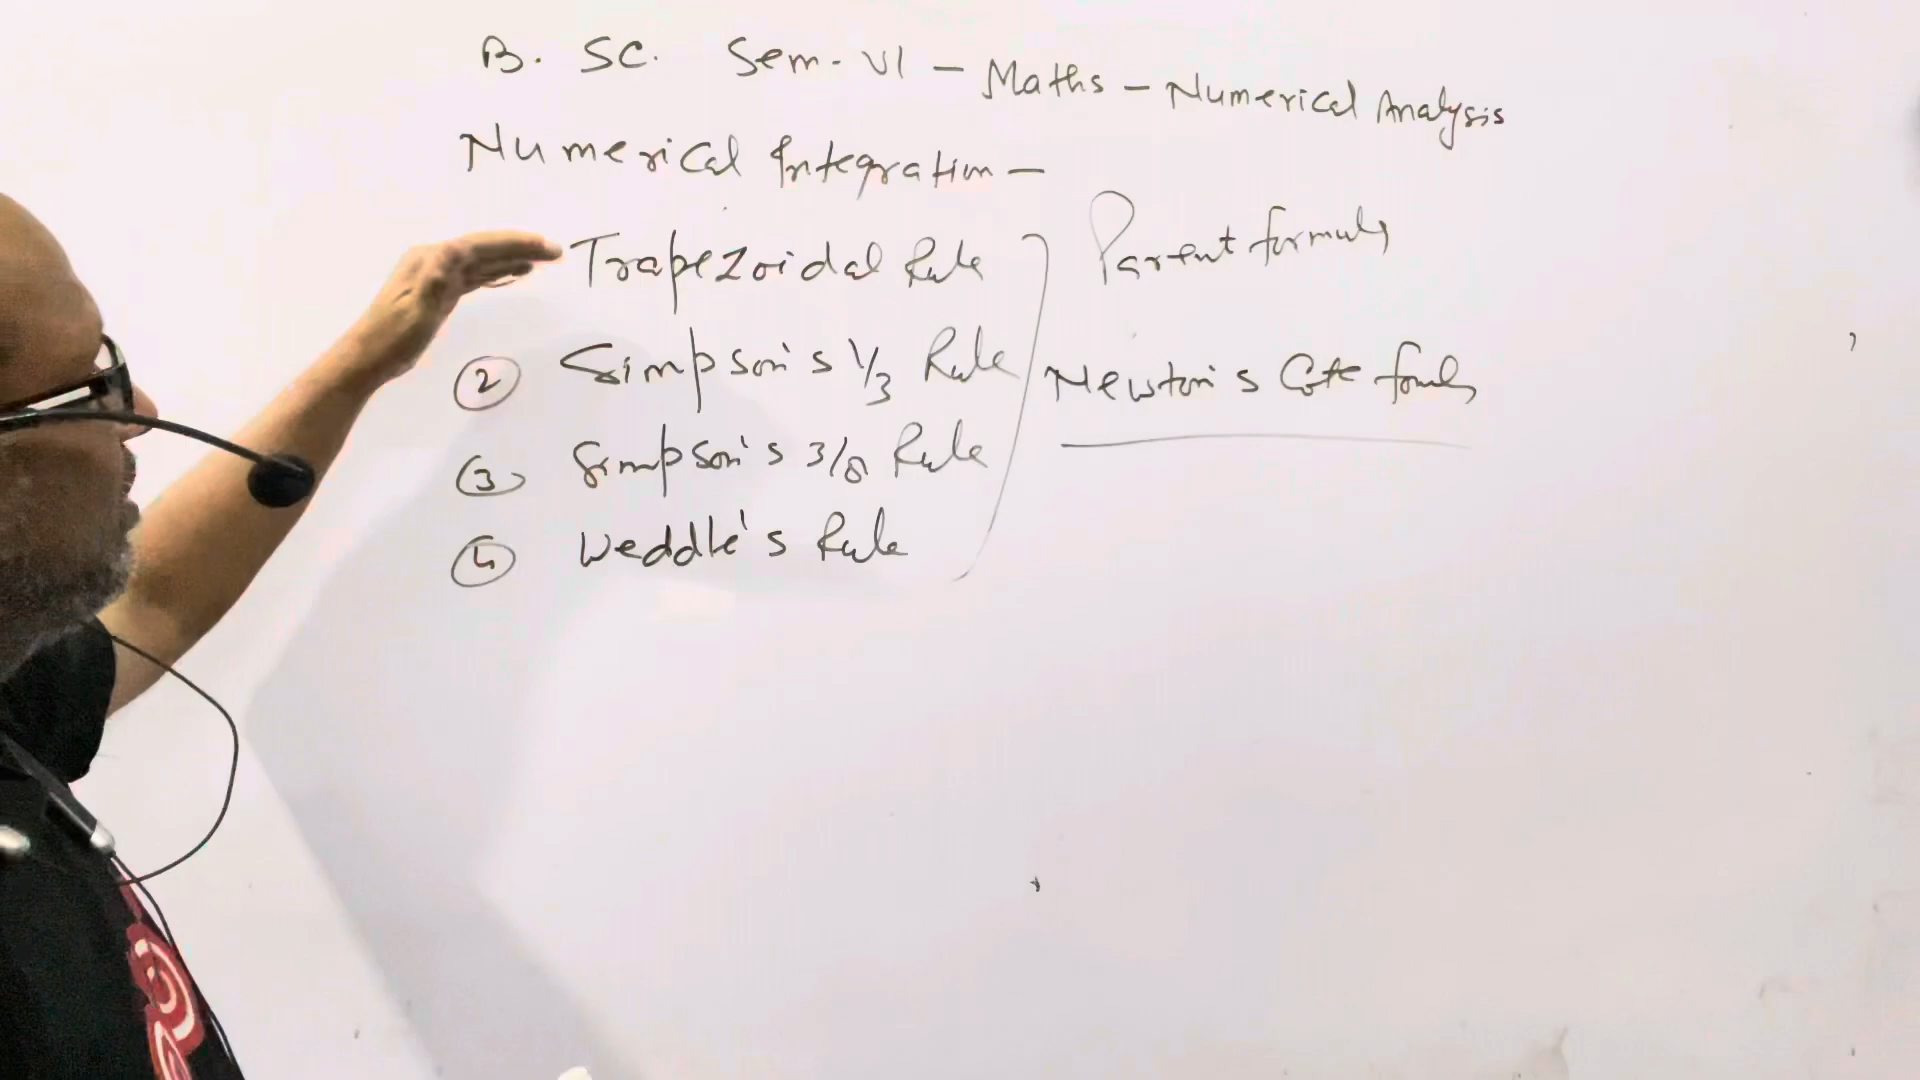 B. SC. Sem. VI - Maths - Numerical Analysis
Numerical Integration -
Trapezoidal Rule
② Simpson's 1/3 Rule
③ Simpson's 3/8 Rule
④ Weddle's Rule
Parent formula
Newton's Cote formula